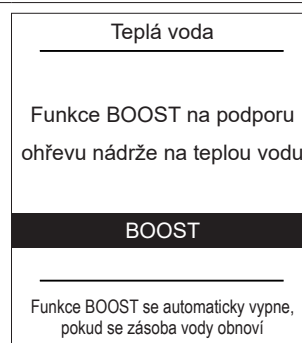 Teplá voda
Funkce BOOST na podporu
ohřevu nádrže na teplou vodu
BOOST
Funkce BOOST se automaticky vypne,
pokud se zásoba vody obnoví